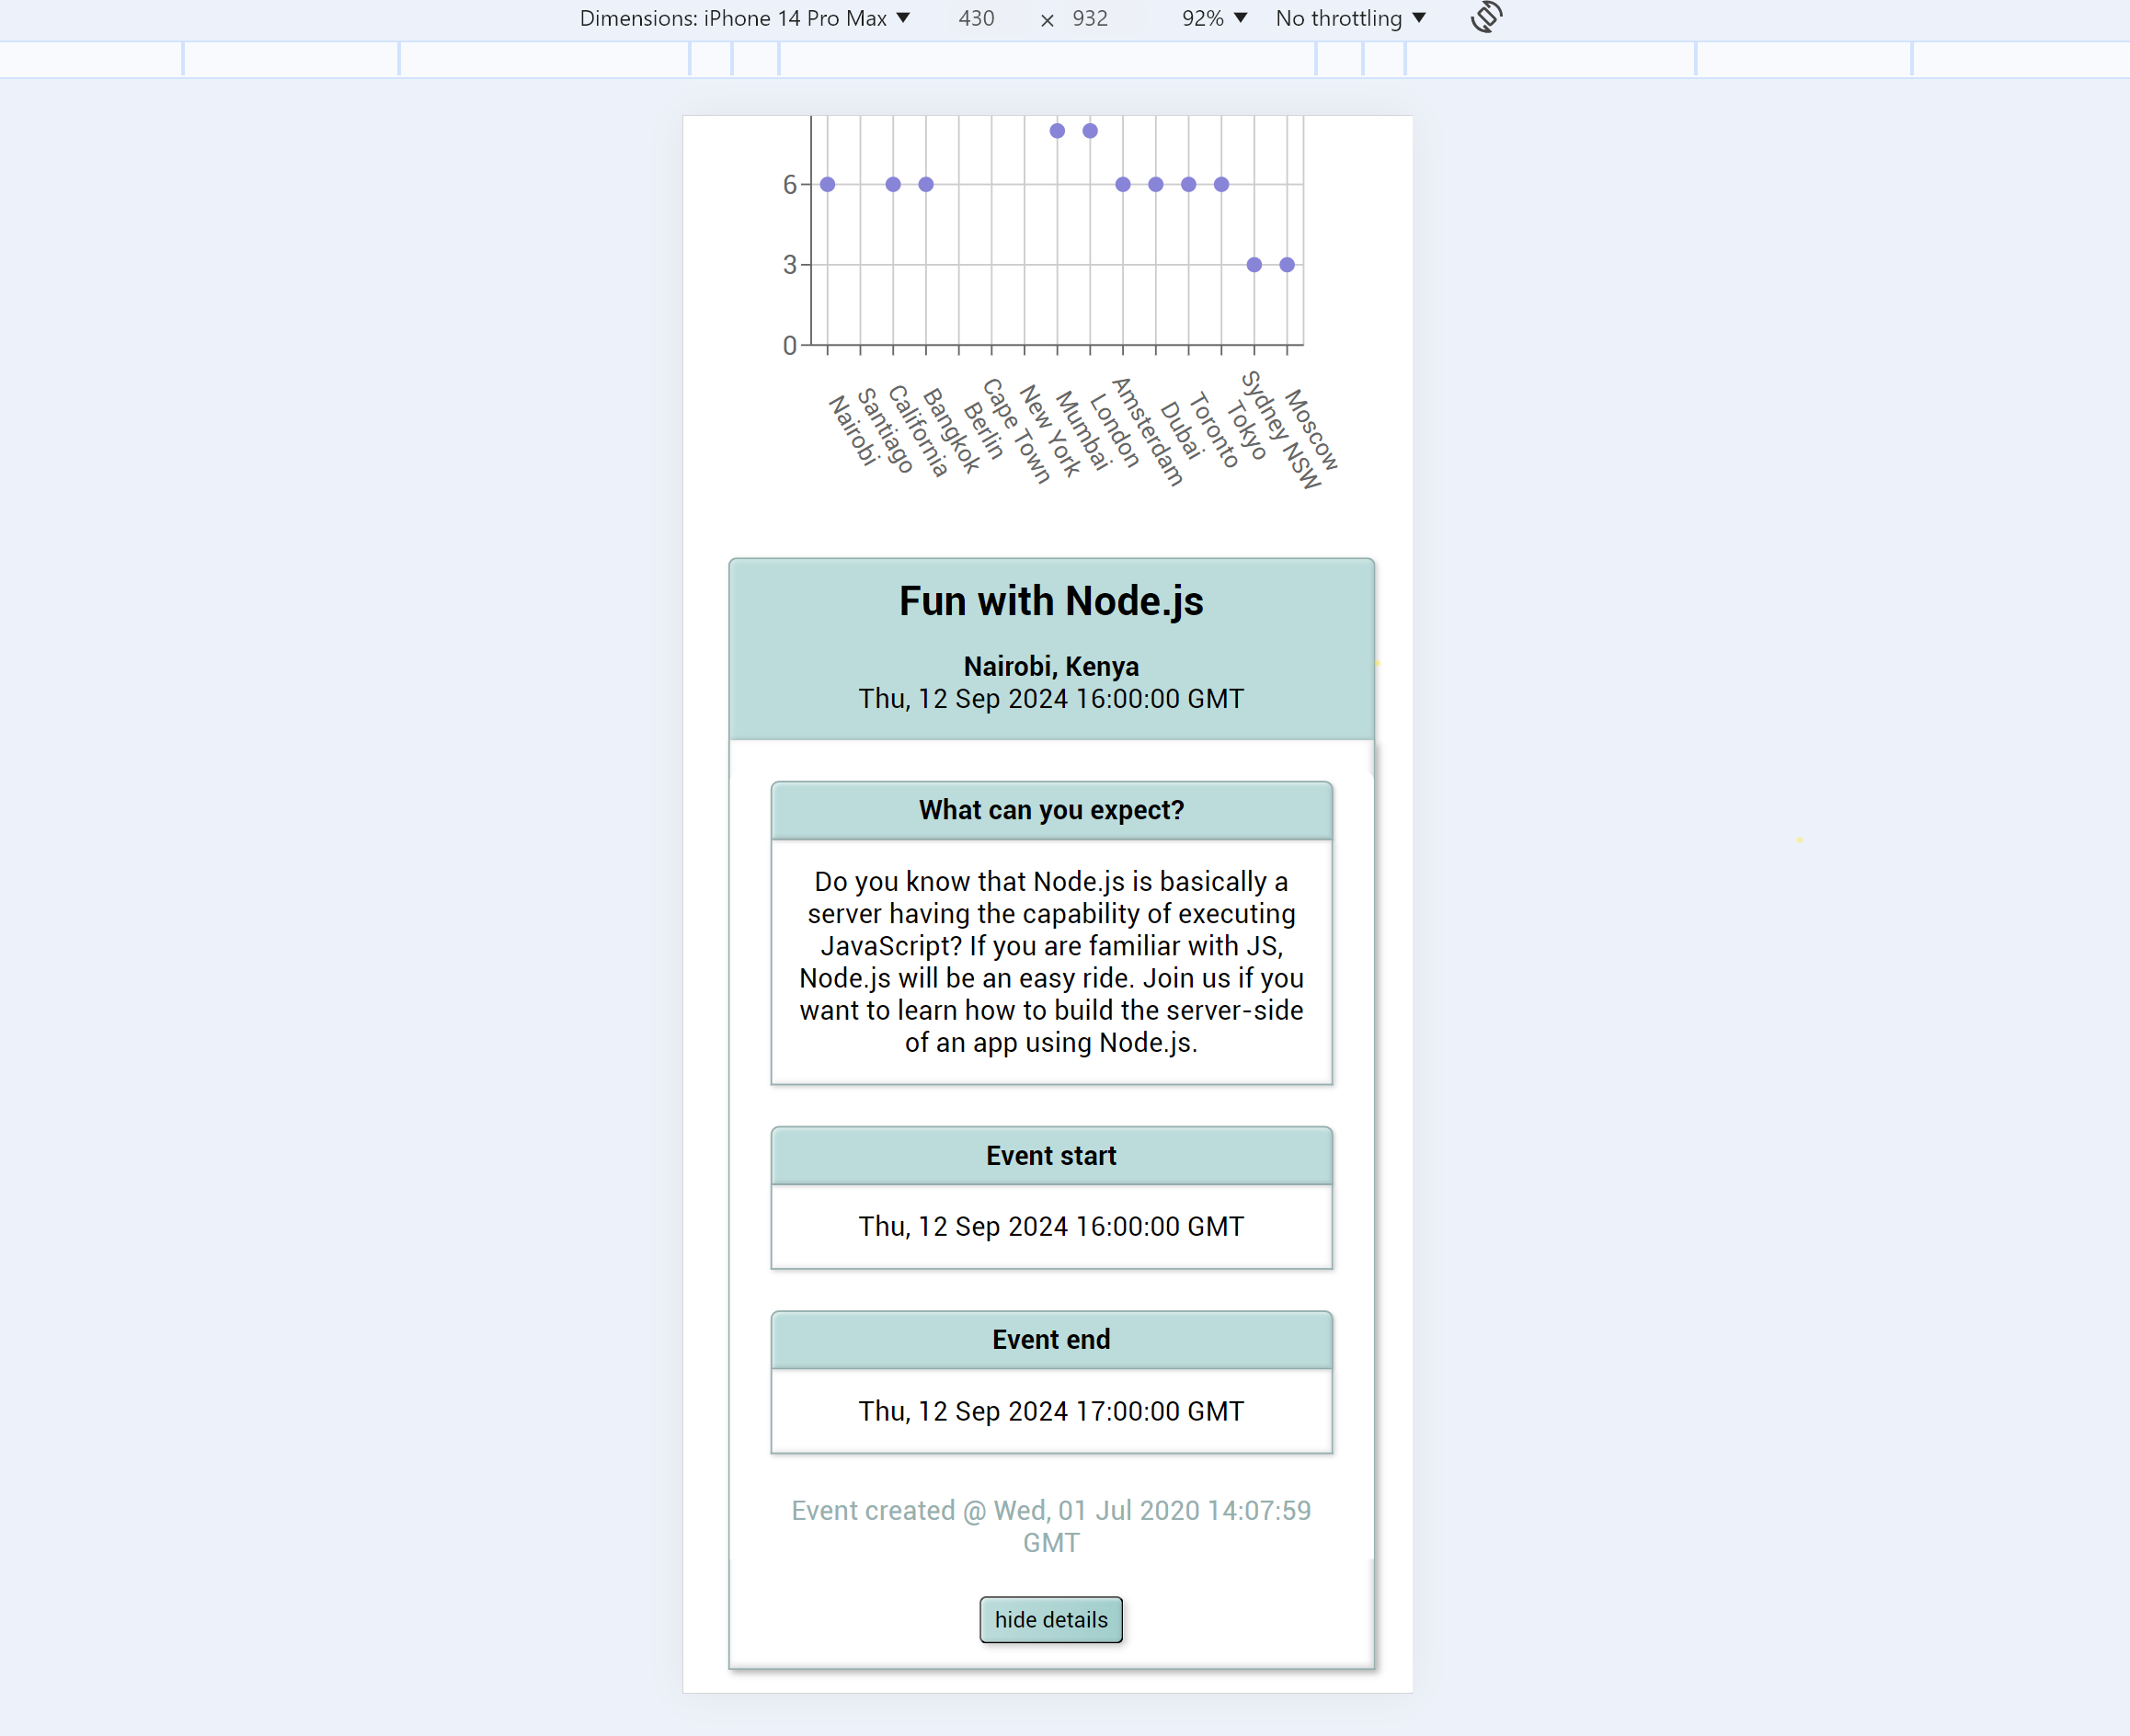 Dimensions: iPhone 14 Pro Max 430 × 932 92% No throttling
6
3
0
Nairobi
Santiago
California
Bangkok
Berlin
Cape Town
New York
Mumbai
London
Amsterdam
Dubai
Toronto
Tokyo
Sydney NSW
Moscow
Fun with Node.js
Nairobi, Kenya
Thu, 12 Sep 2024 16:00:00 GMT
What can you expect?
Do you know that Node.js is basically a
server having the capability of executing
JavaScript? If you are familiar with JS,
Node.js will be an easy ride. Join us if you
want to learn how to build the server-side
of an app using Node.js.
Event start
Thu, 12 Sep 2024 16:00:00 GMT
Event end
Thu, 12 Sep 2024 17:00:00 GMT
Event created @ Wed, 01 Jul 2020 14:07:59
GMT
hide details